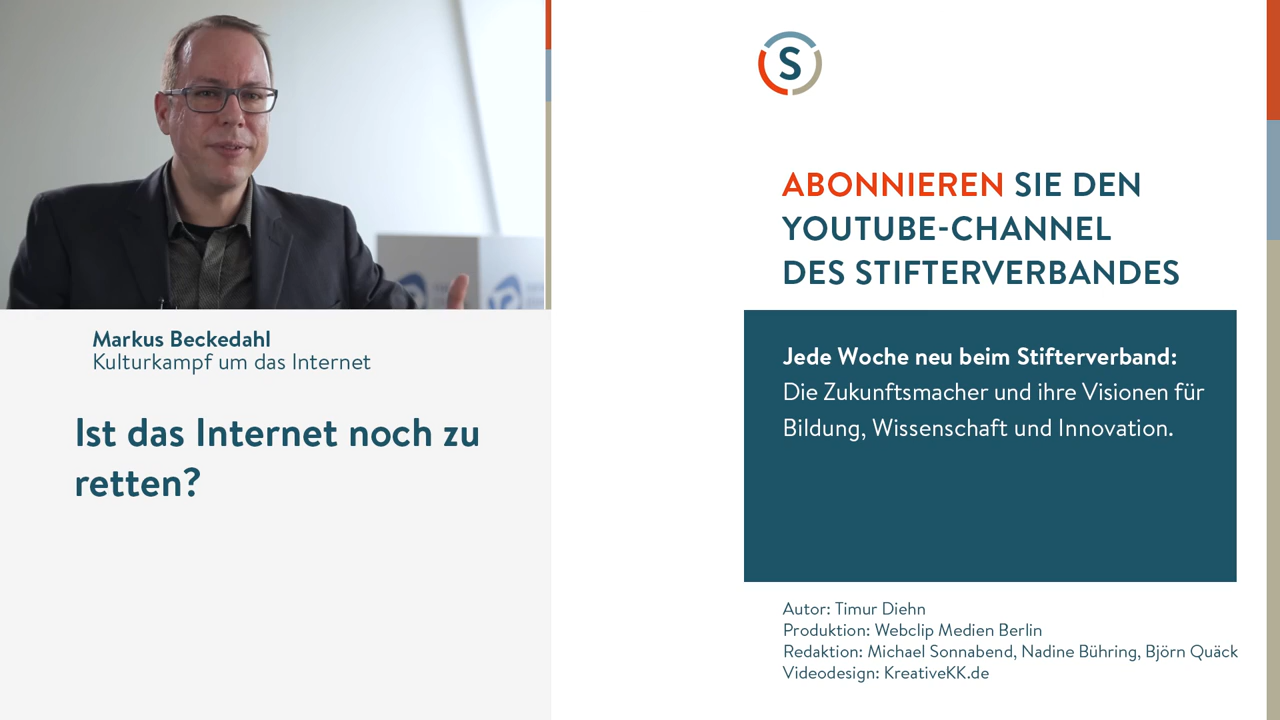 Markus Beckedahl
Kulturkampf um das Internet
Ist das Internet noch zu
retten?
S
ABONNIEREN SIE DEN
YOUTUBE-CHANNEL
DES STIFTERVERBANDES
Jede Woche neu beim Stifterverband:
Die Zukunftsmacher und ihre Visionen für
Bildung, Wissenschaft und Innovation.
Autor: Timur Diehn
Produktion: Webclip Medien Berlin
Redaktion: Michael Sonnabend, Nadine Bühring, Björn Quäck
Videodesign: KreativeKK.de